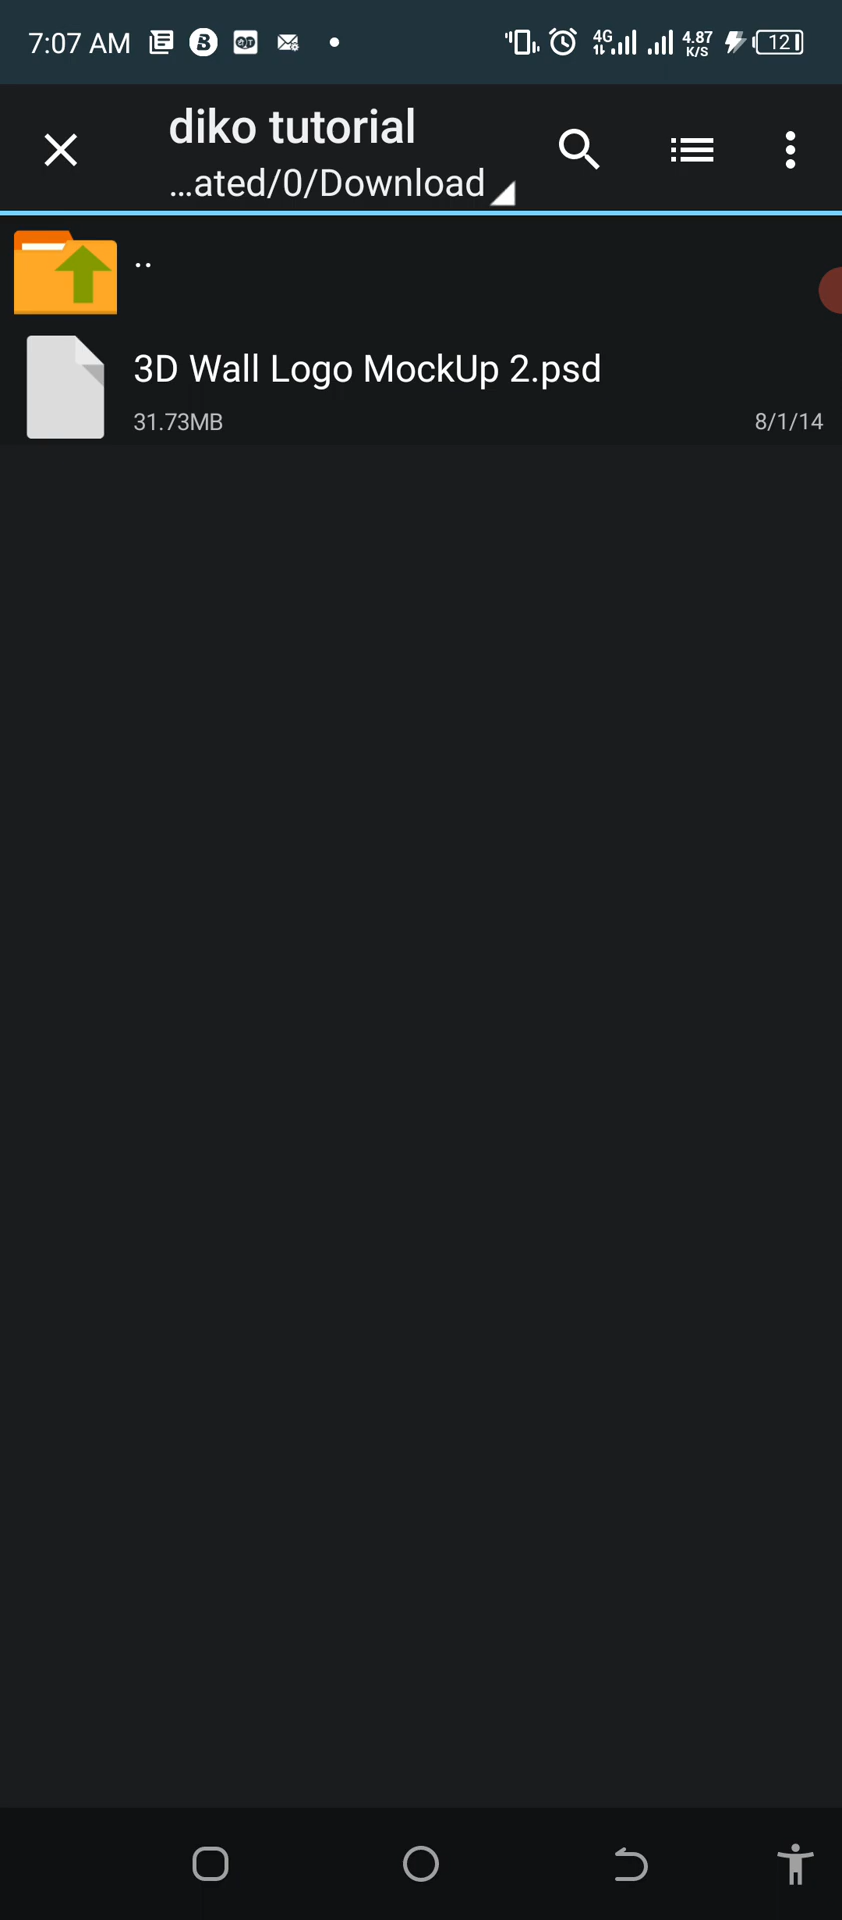 7:07 AM
4G
4.87
K/S
12
diko tutorial
...ated/0/Download
..
3D Wall Logo MockUp 2.psd
31.73MB
8/1/14